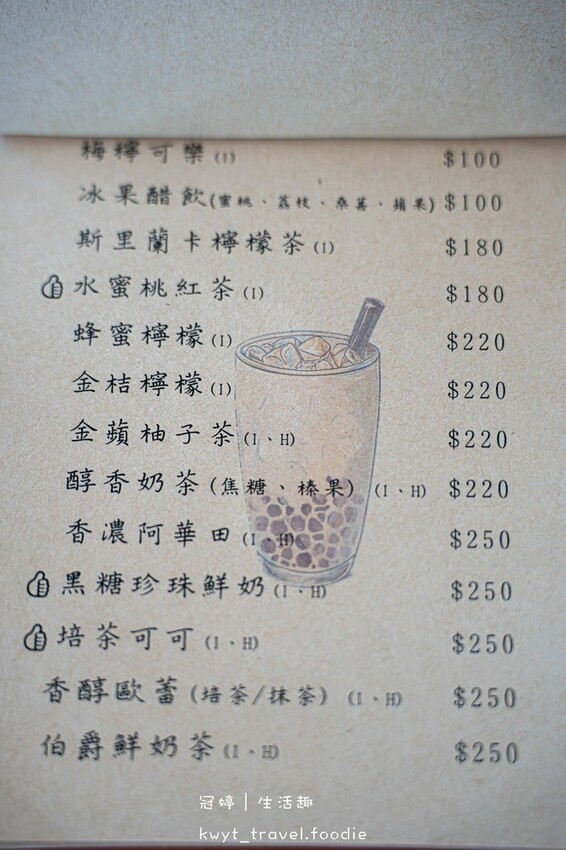 梅檸可樂(I) $100
冰果醋飲(蜜桃、荔枝、桑葚、蘋果) $100
斯里蘭卡檸檬茶(I) $180
水蜜桃紅茶(I) $180
蜂蜜檸檬(I) $220
金桔檸檬(I) $220
金蘋柚子茶(I、H) $220
醇香奶茶(焦糖、榛果) (I、H) $220
香濃阿華田(I、H) $250
黑糖珍珠鮮奶(I、H) $250
焙茶可可(I、H) $250
香醇歐蕾(焙茶/抹茶) (I、H) $250
伯爵鮮奶茶(I、H) $250
冠婷｜生活趣
kwyt_travel.foodie